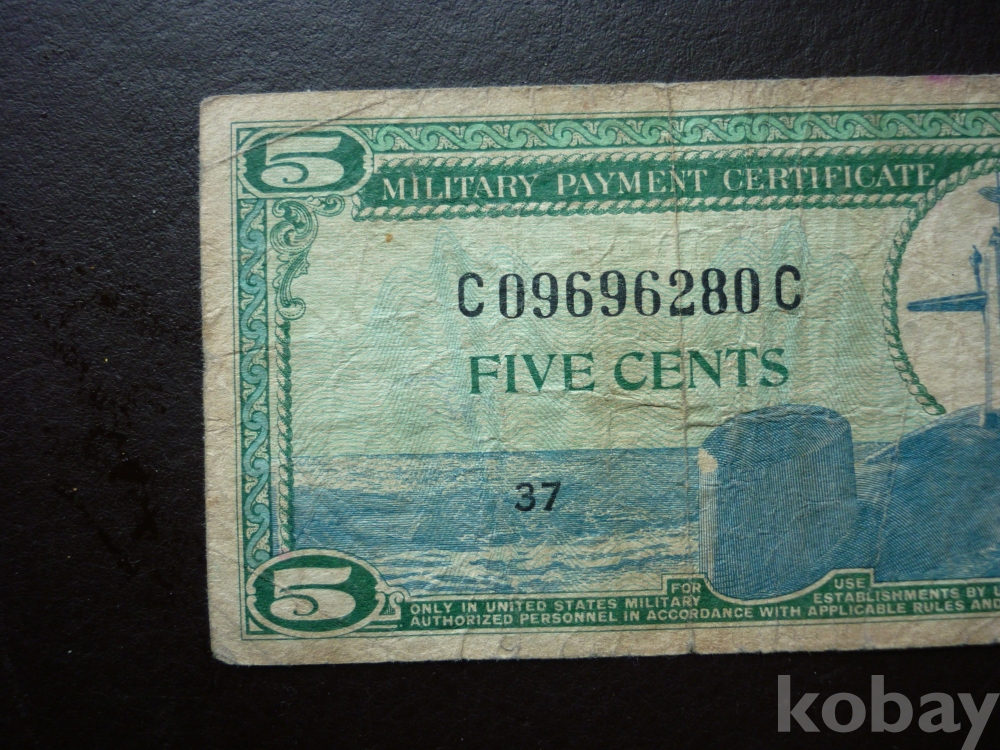 5
MILITARY PAYMENT CERTIFICATE
C09696280C
FIVE CENTS
37
5
FOR USE
ONLY IN UNITED STATES MILITARY ESTABLISHMENTS BY
AUTHORIZED PERSONNEL IN ACCORDANCE WITH APPLICABLE RULES AND
kobay